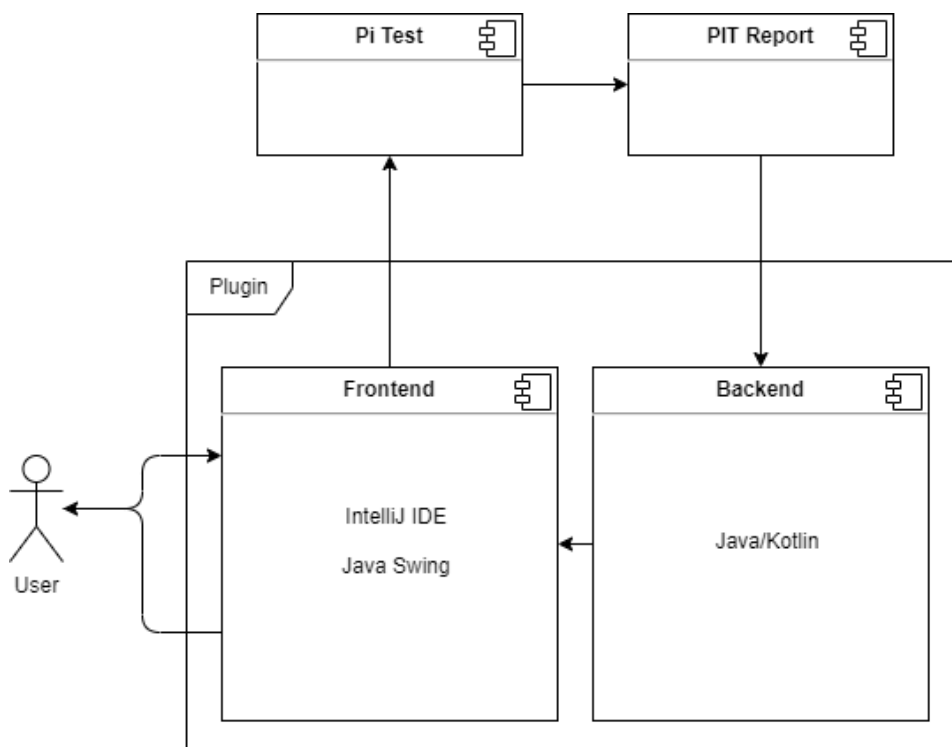 Pi Test
PIT Report
Plugin
Frontend
Backend
IntelliJ IDE
Java Swing
Java/Kotlin
User